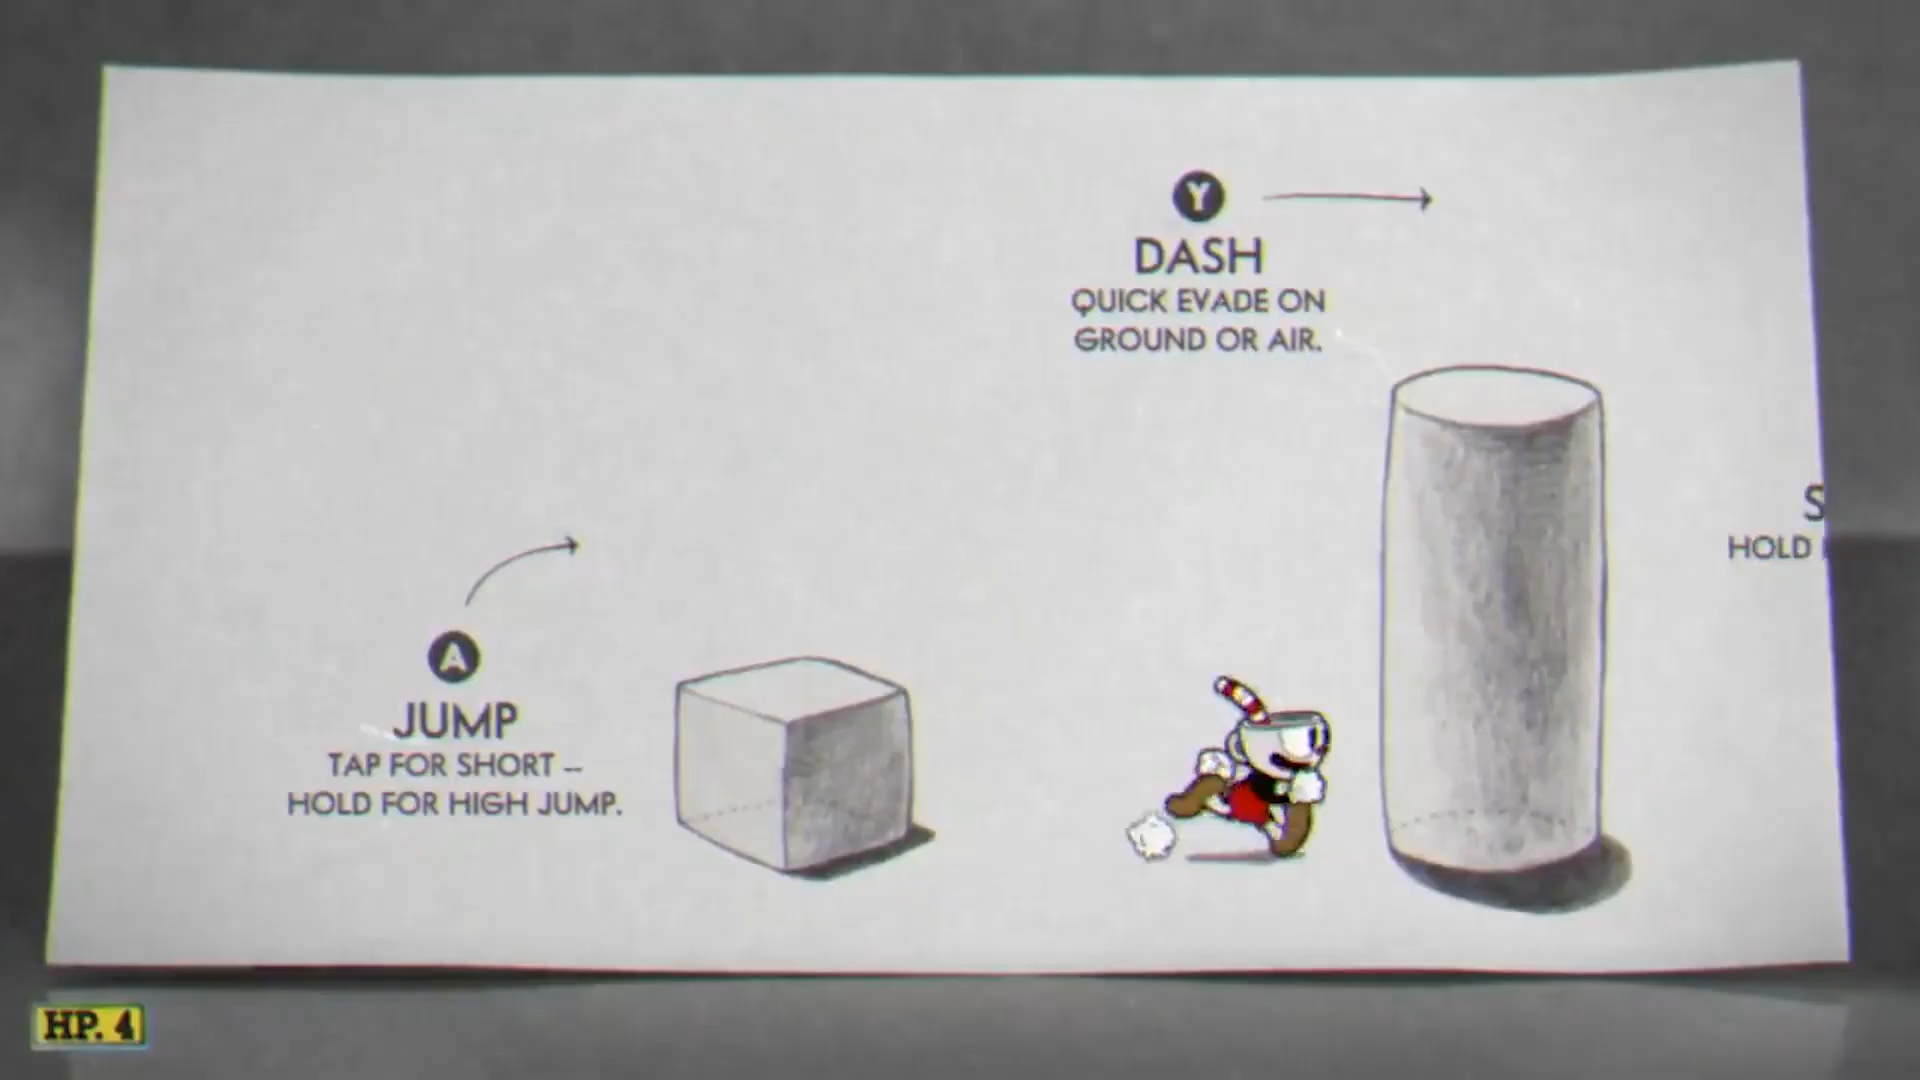 Y
DASH
QUICK EVADE ON
GROUND OR AIR.
A
JUMP
TAP FOR SHORT –
HOLD FOR HIGH JUMP.
S
HOLD
HP. 4